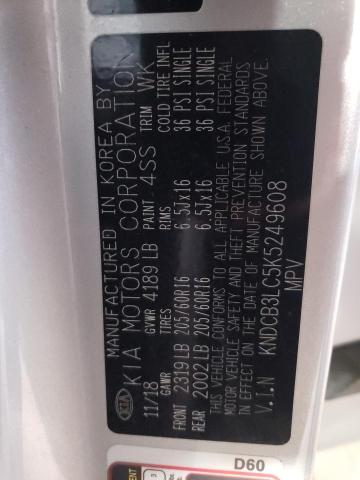 MANUFACTURED IN KOREA BY
KIA MOTORS CORPORATION
11/18 GVWR 4189 LB PAINT 4-SS TRIM WK
GAWR TIRES RIMS COLD TIRE INFL
FRONT 2319 LB 205/60R16 6.5Jx16 36 PSI SINGLE
REAR 2002 LB 205/60R16 6.5Jx16 36 PSI SINGLE
THIS VEHICLE CONFORMS TO ALL APPLICABLE U.S.A. FEDERAL
MOTOR VEHICLE SAFETY AND THEFT PREVENTION STANDARDS
IN EFFECT ON THE DATE OF MANUFACTURE SHOWN ABOVE.
V.I.N KNDCB3LC5K5249608
MPV
KIA
D60